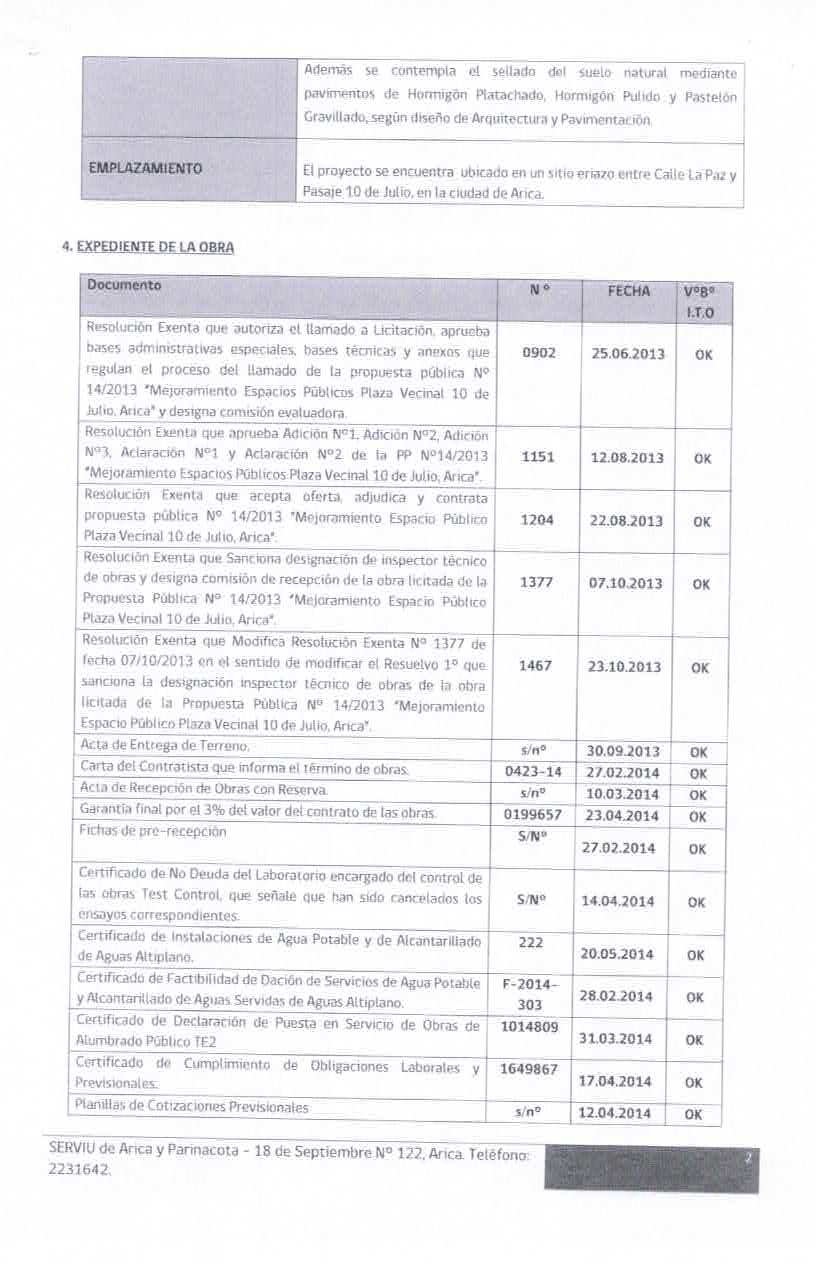 Además se contempla el sellado del suelo natural mediante
pavimentos de Hormigón Platachado, Hormigón Pulido y Pastelón
Gravillado, según diseño de Arquitectura y Pavimentación.
EMPLAZAMIENTO
El proyecto se encuentra ubicado en un sitio eriazo entre Calle La Paz y
Pasaje 10 de Julio, en la ciudad de Arica.
4. EXPEDIENTE DE LA OBRA
Documento N° FECHA V°B°
I.T.O
Resolución Exenta que autoriza el llamado a Licitación, aprueba
bases administrativas especiales, bases técnicas y anexos que
regulan el proceso del llamado de la propuesta pública Nº
14/2013 "Mejoramiento Espacios Públicos Plaza Vecinal 10 de
Julio, Arica" y designa comisión evaluadora.
0902 25.06.2013 OK
Resolución Exenta que aprueba Adición Nº1, Adición Nº2, Adición
Nº3, Aclaración Nº1 y Aclaración Nº2 de la PP Nº14/2013
"Mejoramiento Espacios Públicos Plaza Vecinal 10 de Julio, Arica".
1151 12.08.2013 OK
Resolución Exenta que acepta oferta, adjudica y contrata
propuesta pública Nº 14/2013 "Mejoramiento Espacio Público
Plaza Vecinal 10 de Julio, Arica".
1204 22.08.2013 OK
Resolución Exenta que Sanciona designación de inspector técnico
de obras y designa comisión de recepción de la obra licitada de la
Propuesta Pública Nº 14/2013 "Mejoramiento Espacio Público
Plaza Vecinal 10 de Julio, Arica".
1377 07.10.2013 OK
Resolución Exenta que Modifica Resolución Exenta Nº 1377 de
fecha 07/10/2013 en el sentido de modificar el Resuelvo 1º que
sanciona la designación inspector técnico de obras de la obra
licitada de la Propuesta Pública Nº 14/2013 "Mejoramiento
Espacio Público Plaza Vecinal 10 de Julio, Arica".
1467 23.10.2013 OK
Acta de Entrega de Terreno. s/nº 30.09.2013 OK
Carta del Contratista que informa el término de obras. 0423-14 27.02.2014 OK
Acta de Recepción de Obras con Reserva. s/nº 10.03.2014 OK
Garantía final por el 3% del valor del contrato de las obras. 0199657 23.04.2014 OK
Fichas de pre-recepción S/Nº 27.02.2014 OK
Certificado de No Deuda del Laboratorio encargado del control de
las obras Test Control, que señale que han sido cancelados los
ensayos correspondientes.
S/Nº 14.04.2014 OK
Certificado de Instalaciones de Agua Potable y de Alcantarillado
de Aguas Altiplano.
222 20.05.2014 OK
Certificado de Factibilidad de Dación de Servicios de Agua Potable
y Alcantarillado de Aguas Servidas de Aguas Altiplano.
F-2014-
303
28.02.2014 OK
Certificado de Declaración de Puesta en Servicio de Obras de
Alumbrado Público TE2
1014809 31.03.2014 OK
Certificado de Cumplimiento de Obligaciones Laborales y
Previsionales.
1649867 17.04.2014 OK
Planillas de Cotizaciones Previsionales s/nº 12.04.2014 OK
SERVIU de Arica y Parinacota - 18 de Septiembre Nº 122, Arica. Teléfono:
2231642.
2